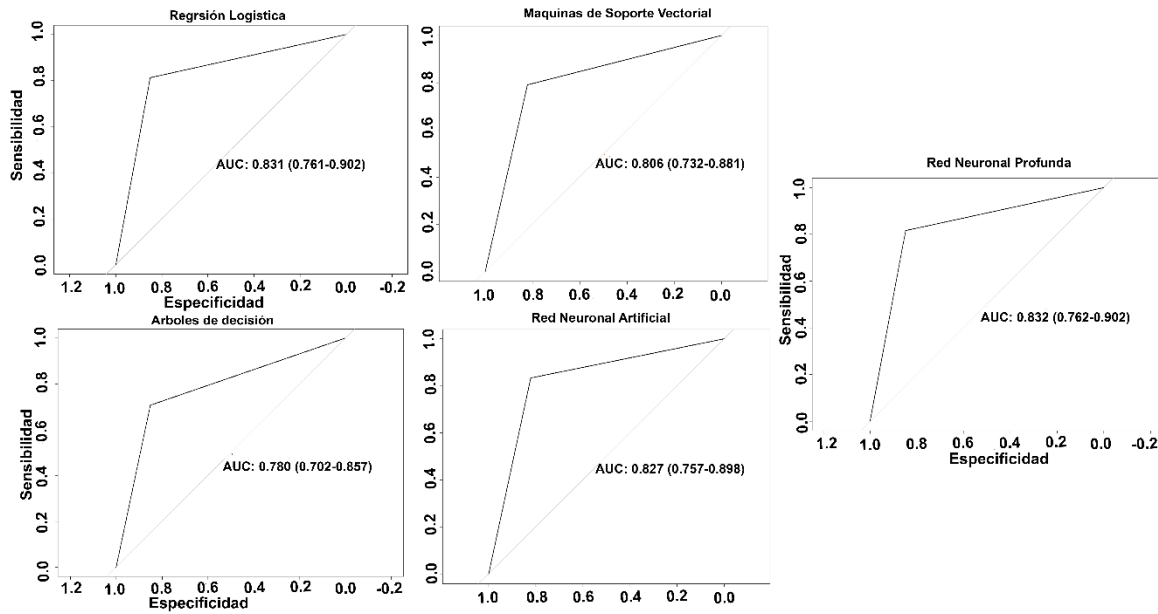 Regrsión Logistica
Sensibilidad
1.0
0.8
0.6
0.4
0.2
0.0
AUC: 0.831 (0.761-0.902)
1.2 1.0 0.8 0.6 0.4 0.2 0.0 -0.2
Especificidad
Maquinas de Soporte Vectorial
1.0
0.8
0.6
0.4
0.2
0.0
AUC: 0.806 (0.732-0.881)
1.0 0.8 0.6 0.4 0.2 0.0
Arboles de decisión
Sensibilidad
1.0
0.8
0.6
0.4
0.2
0.0
AUC: 0.780 (0.702-0.857)
1.2 1.0 0.8 0.6 0.4 0.2 0.0 -0.2
Especificidad
Red Neuronal Artificial
1.0
0.8
0.6
0.4
0.2
0.0
AUC: 0.827 (0.757-0.898)
1.0 0.8 0.6 0.4 0.2 0.0
Red Neuronal Profunda
Sensibilidad
1.0
0.8
0.6
0.4
0.2
0.0
AUC: 0.832 (0.762-0.902)
1.2 1.0 0.8 0.6 0.4 0.2 0.0 -0.2
Especificidad